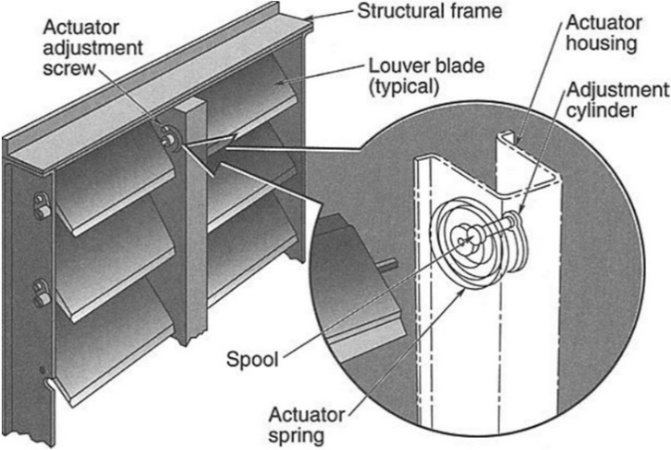 Structural frame
Actuator
adjustment
screw
Louver blade
(typical)
Actuator
housing
Adjustment
cylinder
Spool
Actuator
spring